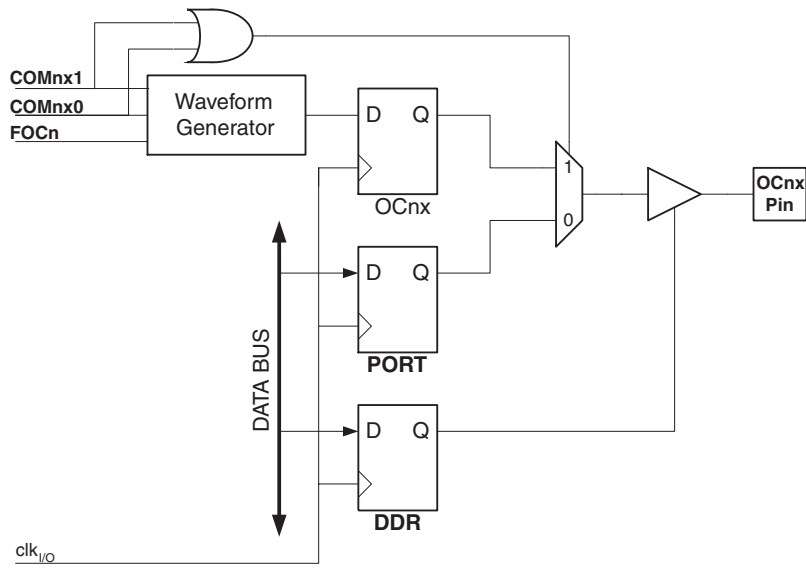 COMnx1
COMnx0
FOCn
Waveform
Generator
D Q
OCnx
1
0
OCnx
Pin
DATA BUS
D Q
PORT
D Q
DDR
clkI/O